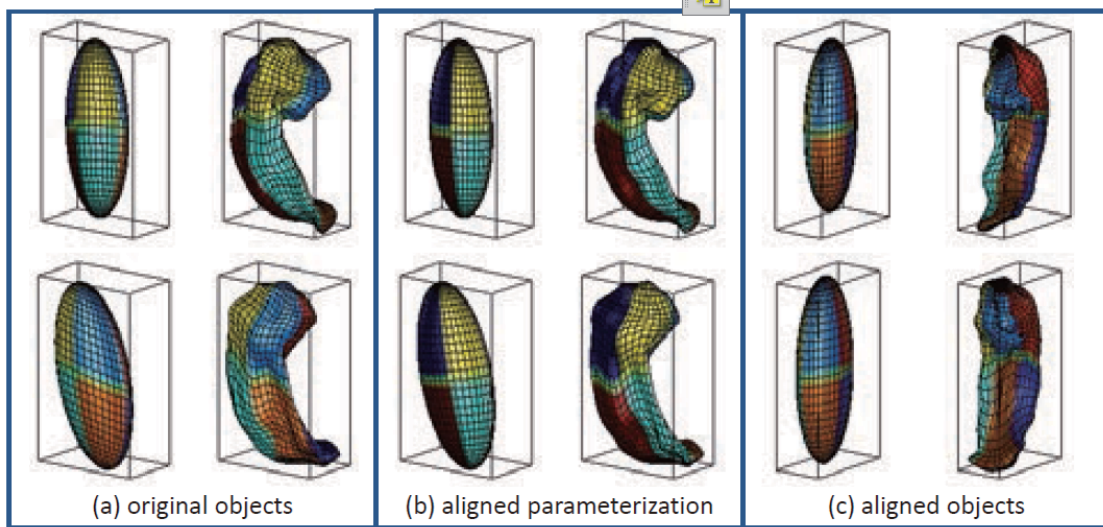 (a) original objects
(b) aligned parameterization
(c) aligned objects